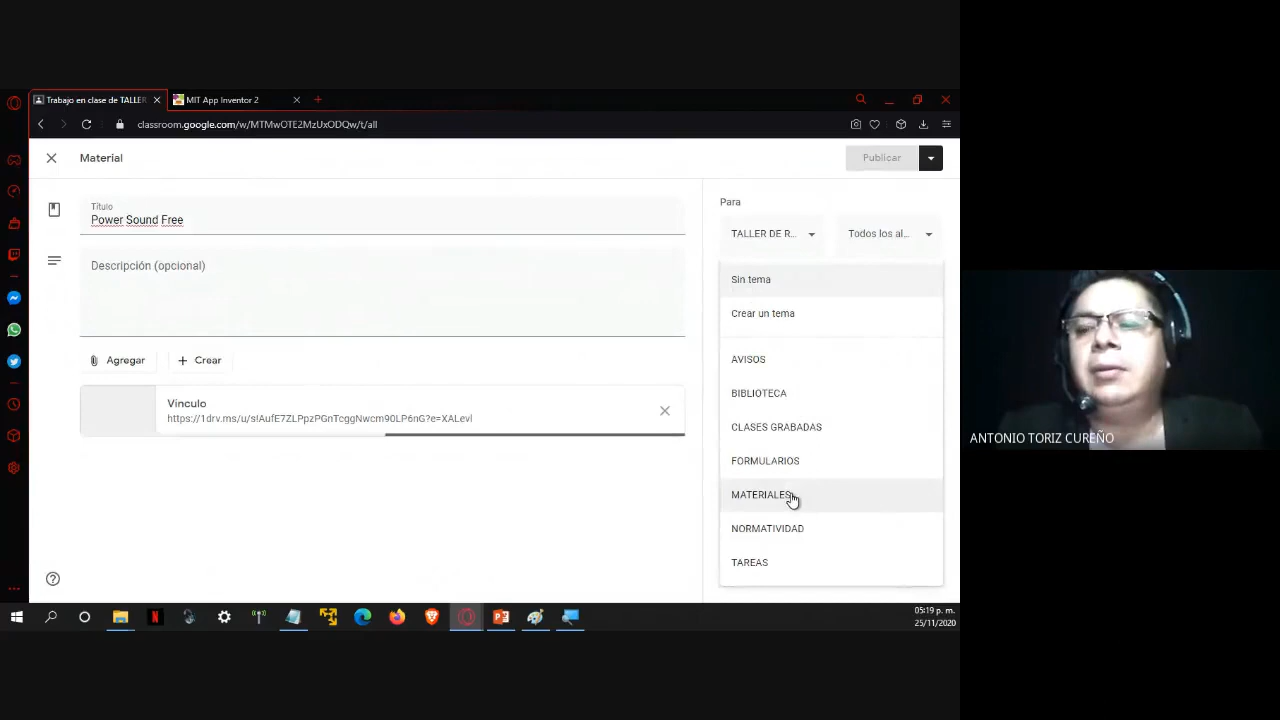 Trabajo en clase de TALLER
MIT App Inventor 2
classroom.google.com/w/MTMwOTE2MzUxODQw/t/all
Material
Publicar
Título
Power Sound Free
Descripción (opcional)
Agregar
Crear
Vínculo
https://1drv.ms/u/s!AufE7ZLPpzPGnTcggNwcm90LP6nG?e=XALevl
Para
TALLER DE R...
Todos los al...
Sin tema
Crear un tema
AVISOS
BIBLIOTECA
CLASES GRABADAS
FORMULARIOS
MATERIALES
NORMATIVIDAD
TAREAS
05:19 p. m.
25/11/2020
ANTONIO TORIZ CUREÑO